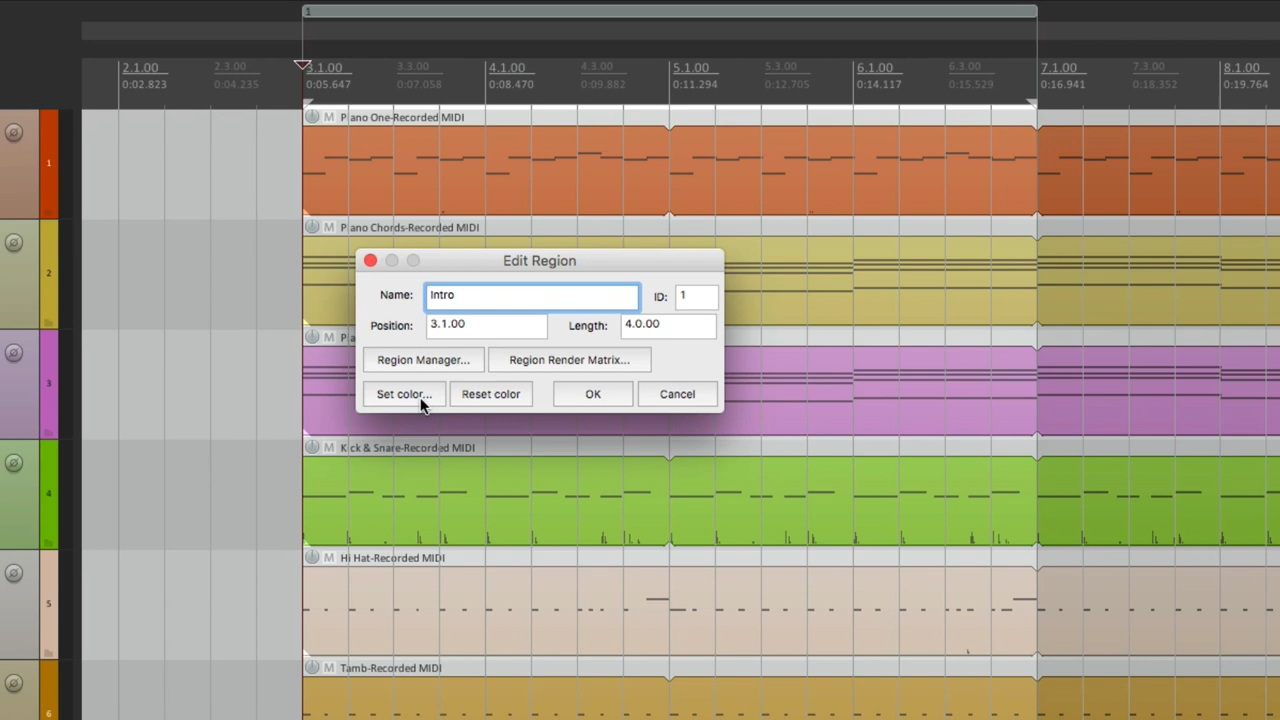 1
2.1.00 2.3.00 3.1.00 3.3.00 4.1.00 4.3.00 5.1.00 5.3.00 6.1.00 6.3.00 7.1.00 7.3.00 8.1.00
0:02.823 0:04.235 0:05.647 0:07.058 0:08.470 0:09.882 0:11.294 0:12.705 0:14.117 0:15.529 0:16.941 0:18.352 0:19.764
M Piano One-Recorded MIDI
1
M Piano Chords-Recorded MIDI
2
Edit Region
Name: Intro ID: 1
Position: 3.1.00 Length: 4.0.00
M
Region Manager... Region Render Matrix...
3
Set color... Reset color OK Cancel
M Kick & Snare-Recorded MIDI
4
M Hi Hat-Recorded MIDI
5
M Tamb-Recorded MIDI
6